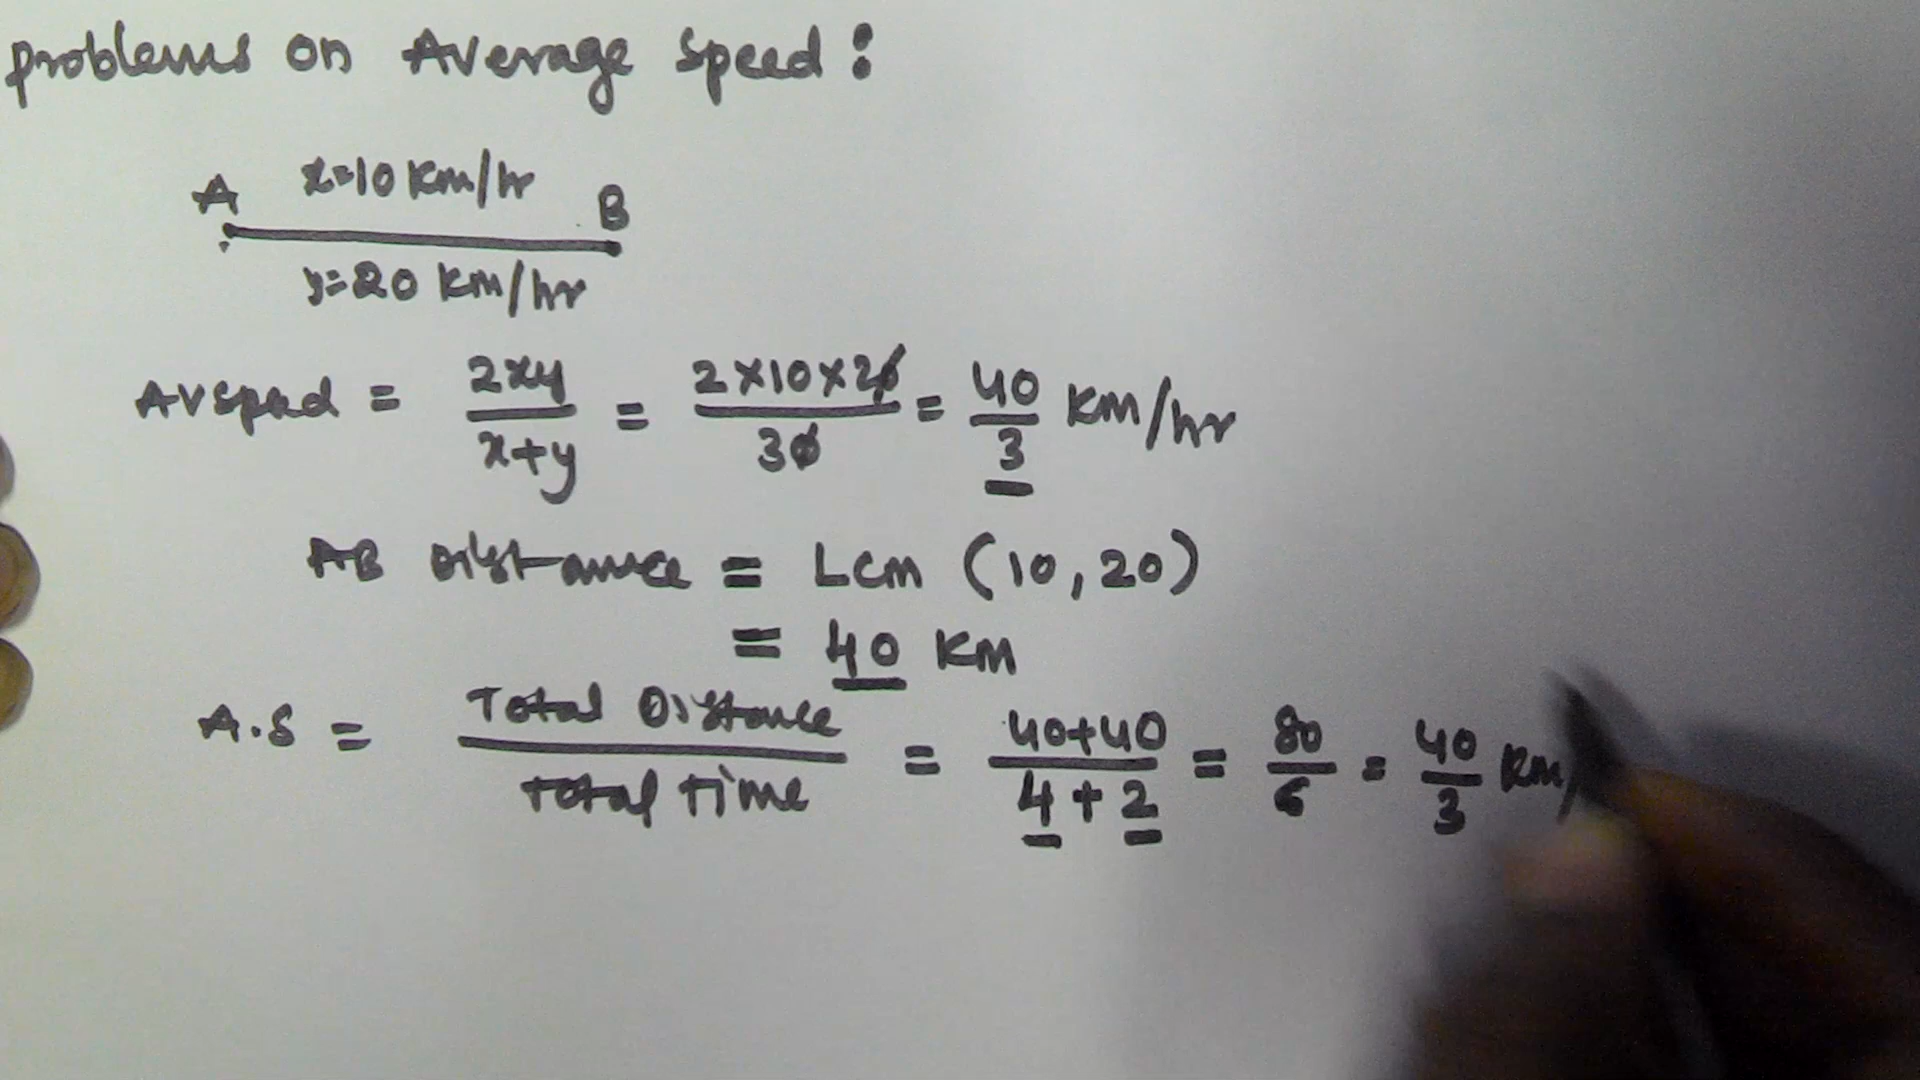 problems on Average speed :
A x=10 Km/hr B
y=20 Km/hr
AVspeed = 2xy / x+y = 2×10×20 / 30 = 40 / 3 Km/hr
AB Distance = Lcm (10, 20)
= 40 Km
A.S = Total Distance / Total Time = 40+40 / 4+2 = 80 / 6 = 40 / 3 Km/